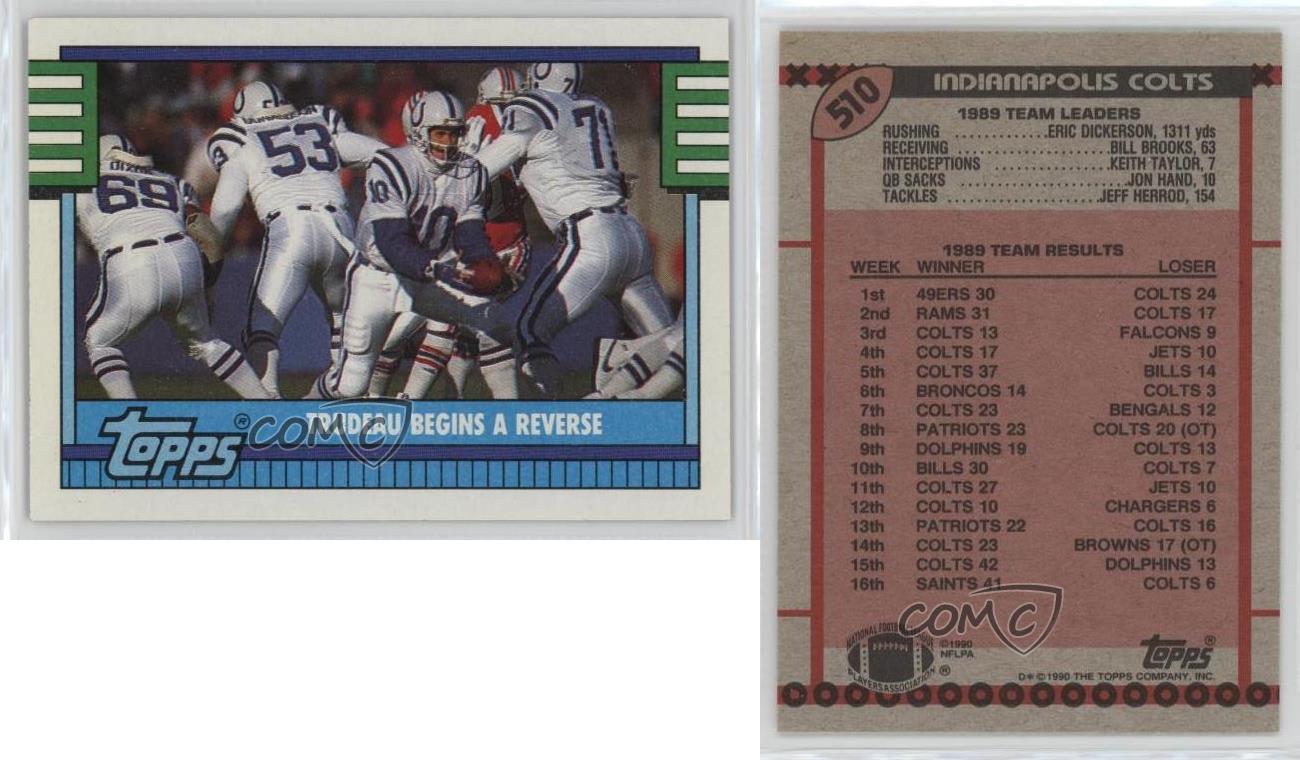 DIXON
69
53
10
10
71
TRUDEAU BEGINS A REVERSE
Topps®
COMC
510
INDIANAPOLIS COLTS
1989 TEAM LEADERS
RUSHING ..............ERIC DICKERSON, 1311 yds
RECEIVING ......................BILL BROOKS, 63
INTERCEPTIONS ..................KEITH TAYLOR, 7
QB SACKS ........................JON HAND, 10
TACKLES ......................JEFF HERROD, 154
1989 TEAM RESULTS
WEEK WINNER LOSER
1st 49ERS 30 COLTS 24
2nd RAMS 31 COLTS 17
3rd COLTS 13 FALCONS 9
4th COLTS 17 JETS 10
5th COLTS 37 BILLS 14
6th BRONCOS 14 COLTS 3
7th COLTS 23 BENGALS 12
8th PATRIOTS 23 COLTS 20 (OT)
9th DOLPHINS 19 COLTS 13
10th BILLS 30 COLTS 7
11th COLTS 27 JETS 10
12th COLTS 10 CHARGERS 6
13th PATRIOTS 22 COLTS 16
14th COLTS 23 BROWNS 17 (OT)
15th COLTS 42 DOLPHINS 13
16th SAINTS 41 COLTS 6
COMC
NATIONAL FOOTBALL LEAGUE
PLAYERS ASSOCIATION ®
©1990
NFLPA
Topps®
D✶©1990 THE TOPPS COMPANY, INC.